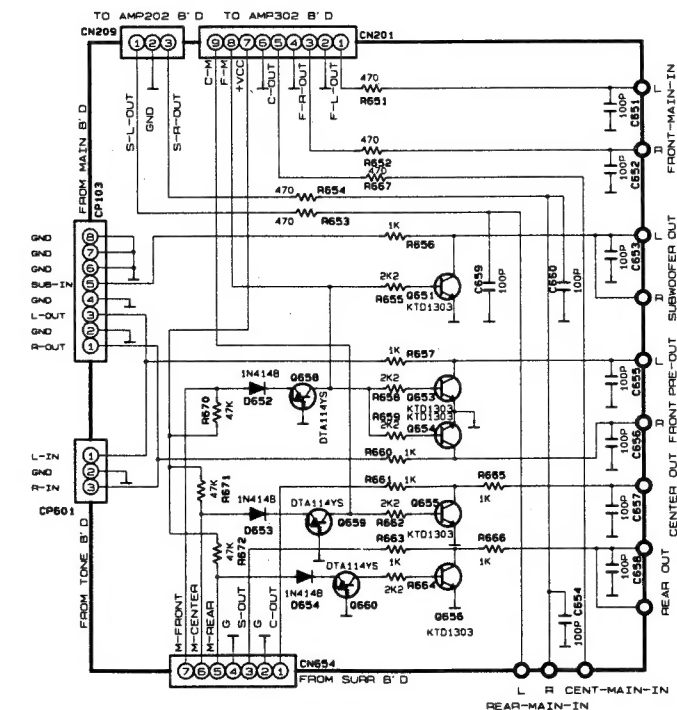 TO AMP202 B'D
TO AMP302 B'D
CN209
1 2 3
9 8 7 6 5 4 3 2 1
CN201
S-L-OUT
GND
S-R-OUT
C-M
F-M
+VCC
C-OUT
F-R-OUT
F-L-OUT
470
R651
100P
C651
L
R
FRONT-MAIN-IN
470
R652
470
R667
100P
C652
FROM MAIN B'D
CP103
470
R654
470
R653
GND 8
GND 7
GND 6
SUB-IN 5
GND 4
L-OUT 3
GND 2
R-OUT 1
1K
R656
2K2
R655
Q651
KTD1303
C659
100P
C660
100P
100P
C653
L
R
SUBWOOFER OUT
1K
R657
1N4148
D652
Q658
DTA114YS
R670
47K
2K2
R658
Q653
KTD1303
KTD1303
R659
2K2
Q654
R660
1K
100P
C655
L
R
FRONT PRE-OUT
100P
C656
L-IN 1
GND 2
R-IN 3
CP601
FROM TONE B'D
47K
R671
1N4148
D653
DTA114YS
Q659
R661
1K
2K2
R662
Q655
KTD1303
R665
1K
100P
C657
CENTER OUT
47K
R672
1N4148
D654
DTA114YS
Q660
R663
1K
R664
2K2
Q656
KTD1303
R666
1K
100P
C658
REAR OUT
M-FRONT
M-CENTER
M-REAR
G
S-OUT
G
C-OUT
C654
100P
7 6 5 4 3 2 1
CN654
FROM SURR B'D
L R CENT-MAIN-IN
REAR-MAIN-IN